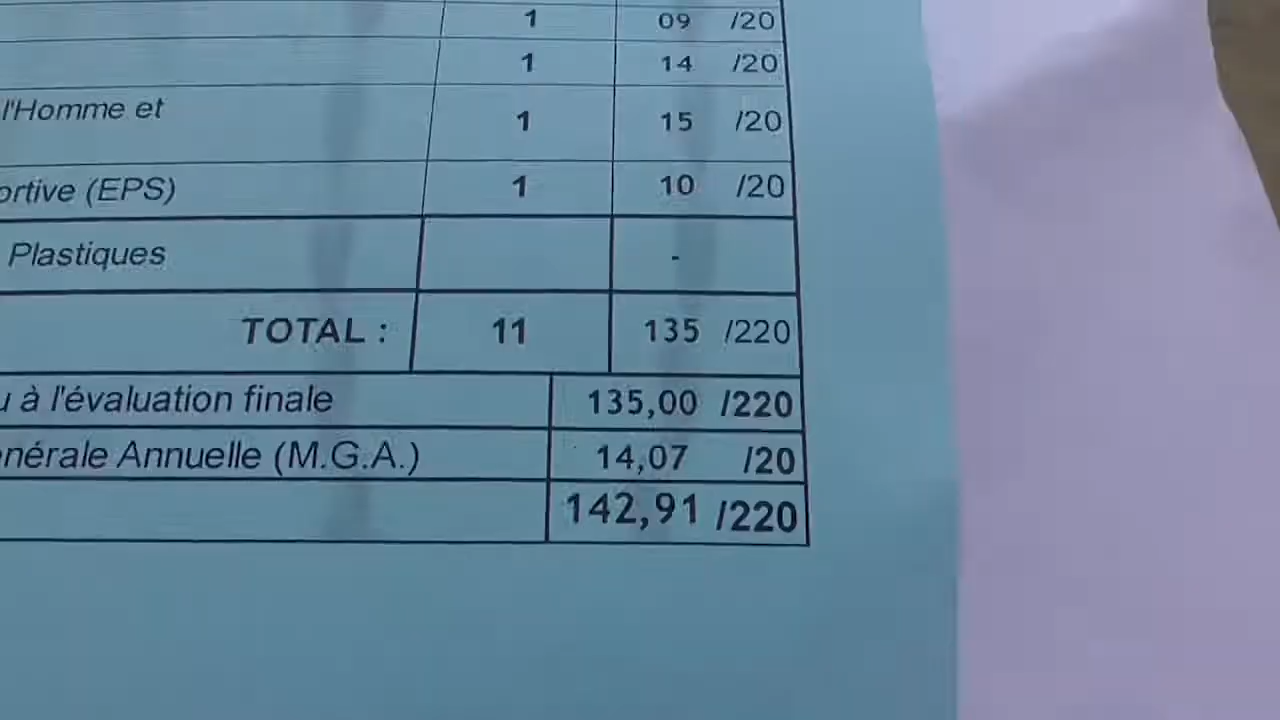 1 09 /20
1 14 /20
l'Homme et 1 15 /20
ortive (EPS) 1 10 /20
Plastiques -
TOTAL : 11 135 /220
u à l'évaluation finale 135,00 /220
nérale Annuelle (M.G.A.) 14,07 /20
142,91 /220